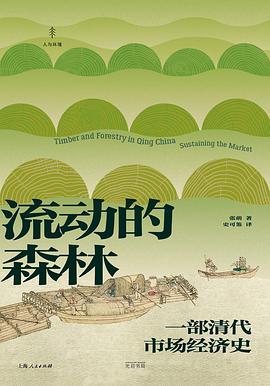 人与环境
Timber and Forestry in Qing China
Sustaining the Market
流动的
森林
张萌 著
史可鉴 译
一部清代
市场经济史
上海人民出版社
光启书局